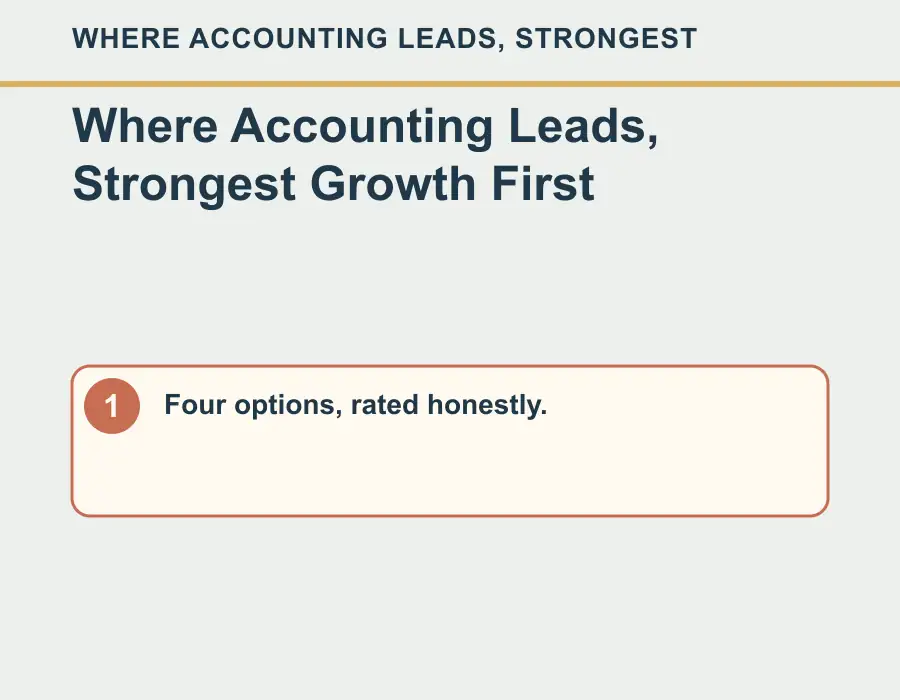 WHERE ACCOUNTING LEADS, STRONGEST
Where Accounting Leads,
Strongest Growth First
1
Four options, rated honestly.